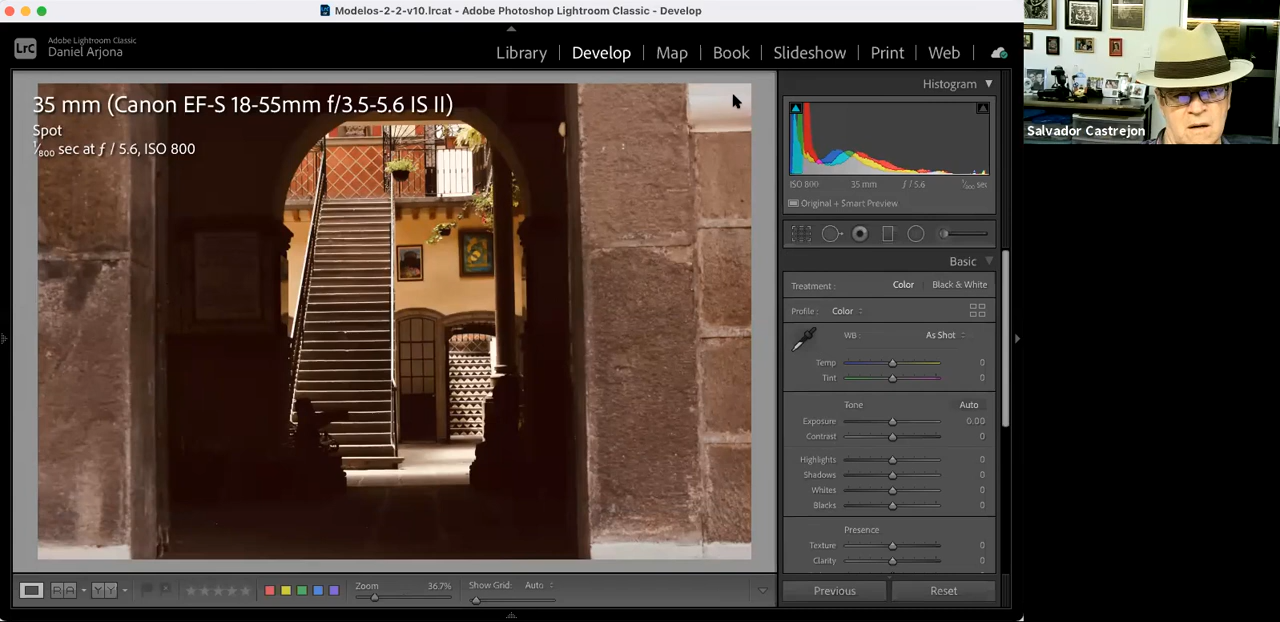 Modelos-2-2-v10.lrcat - Adobe Photoshop Lightroom Classic - Develop
LrC
Adobe Lightroom Classic
Daniel Arjona
Library
Develop
Map
Book
Slideshow
Print
Web
35 mm (Canon EF-S 18-55mm f/3.5-5.6 IS II)
Spot
1/800 sec at ƒ / 5.6, ISO 800
Histogram
ISO 800 35 mm ƒ / 5.6 1/800 sec
Original + Smart Preview
Basic
Treatment : Color Black & White
Profile : Color
WB : As Shot
Temp 0
Tint 0
Tone Auto
Exposure 0.00
Contrast 0
Highlights 0
Shadows 0
Whites 0
Blacks 0
Presence
Texture 0
Clarity 0
Previous Reset
Zoom 36.7%
Show Grid: Auto
Salvador Castrejon